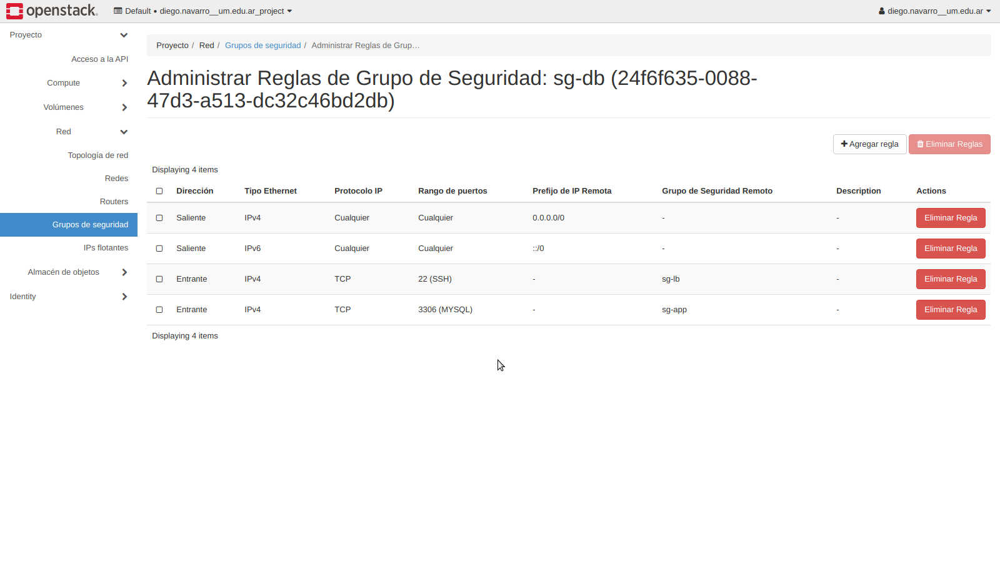 openstack. Default • diego.navarro__um.edu.ar_project diego.navarro__um.edu.ar
Proyecto
Acceso a la API
Compute
Volúmenes
Red
Topología de red
Redes
Routers
Grupos de seguridad
IPs flotantes
Almacén de objetos
Identity
Proyecto / Red / Grupos de seguridad / Administrar Reglas de Grup…
Administrar Reglas de Grupo de Seguridad: sg-db (24f6f635-0088-
47d3-a513-dc32c46bd2db)
Agregar regla Eliminar Reglas
Displaying 4 items
Dirección Tipo Ethernet Protocolo IP Rango de puertos Prefijo de IP Remota Grupo de Seguridad Remoto Description Actions
Saliente IPv4 Cualquier Cualquier 0.0.0.0/0 - - Eliminar Regla
Saliente IPv6 Cualquier Cualquier ::/0 - - Eliminar Regla
Entrante IPv4 TCP 22 (SSH) - sg-lb - Eliminar Regla
Entrante IPv4 TCP 3306 (MYSQL) - sg-app - Eliminar Regla
Displaying 4 items